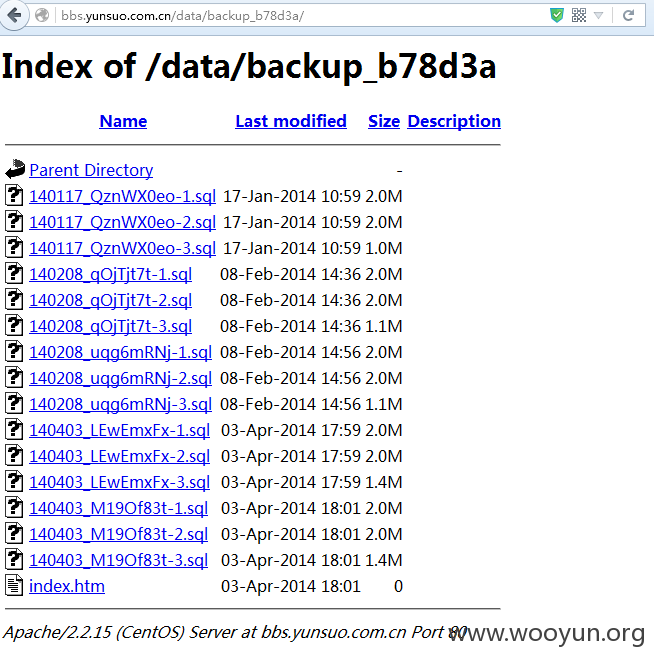 bbs.yunsuo.com.cn/data/backup_b78d3a/
Index of /data/backup_b78d3a
Name Last modified Size Description
Parent Directory -
140117_QznWX0eo-1.sql 17-Jan-2014 10:59 2.0M
140117_QznWX0eo-2.sql 17-Jan-2014 10:59 2.0M
140117_QznWX0eo-3.sql 17-Jan-2014 10:59 1.0M
140208_qOjTjt7t-1.sql 08-Feb-2014 14:36 2.0M
140208_qOjTjt7t-2.sql 08-Feb-2014 14:36 2.0M
140208_qOjTjt7t-3.sql 08-Feb-2014 14:36 1.1M
140208_uqg6mRNj-1.sql 08-Feb-2014 14:56 2.0M
140208_uqg6mRNj-2.sql 08-Feb-2014 14:56 2.0M
140208_uqg6mRNj-3.sql 08-Feb-2014 14:56 1.1M
140403_LEwEmxFx-1.sql 03-Apr-2014 17:59 2.0M
140403_LEwEmxFx-2.sql 03-Apr-2014 17:59 2.0M
140403_LEwEmxFx-3.sql 03-Apr-2014 17:59 1.4M
140403_M19Of83t-1.sql 03-Apr-2014 18:01 2.0M
140403_M19Of83t-2.sql 03-Apr-2014 18:01 2.0M
140403_M19Of83t-3.sql 03-Apr-2014 18:01 1.4M
index.htm 03-Apr-2014 18:01 0
Apache/2.2.15 (CentOS) Server at bbs.yunsuo.com.cn Port 80
www.wooyun.org